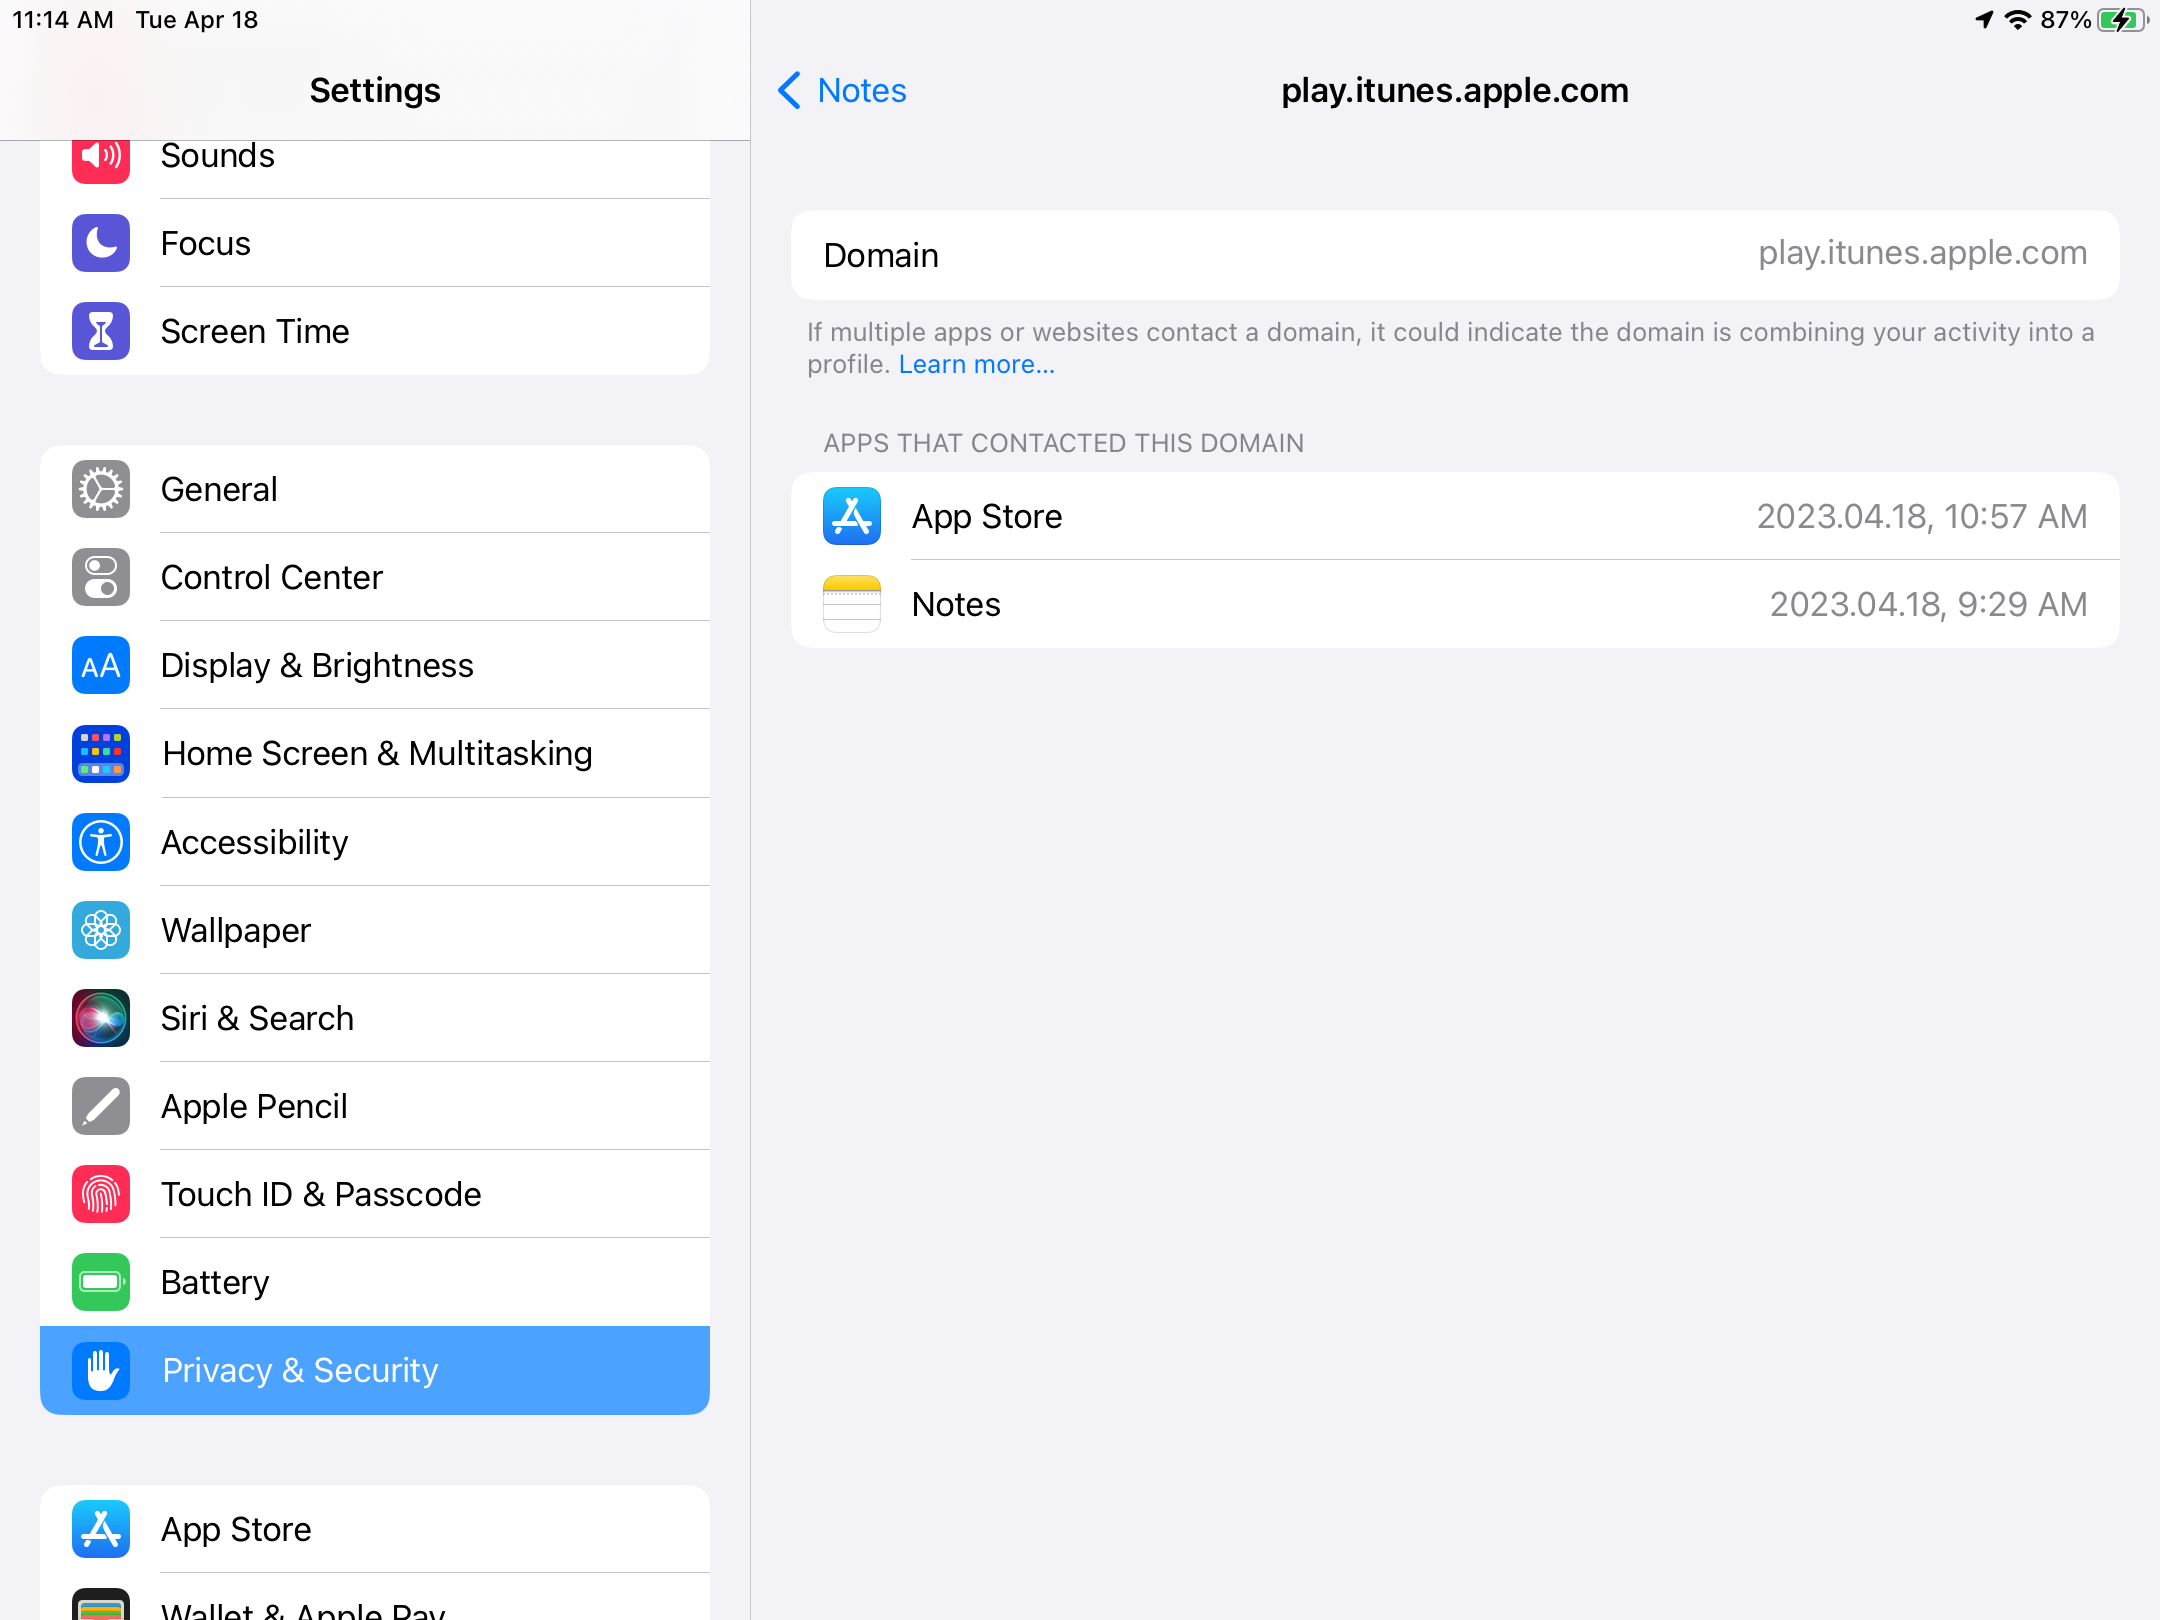 11:14 AM Tue Apr 18
87%
Settings
Sounds
Focus
Screen Time
General
Control Center
AA
Display & Brightness
Home Screen & Multitasking
Accessibility
Wallpaper
Siri & Search
Apple Pencil
Touch ID & Passcode
Battery
Privacy & Security
App Store
Wallet & Apple Pay
Notes
play.itunes.apple.com
Domain play.itunes.apple.com
If multiple apps or websites contact a domain, it could indicate the domain is combining your activity into a
profile. Learn more...
APPS THAT CONTACTED THIS DOMAIN
App Store 2023.04.18, 10:57 AM
Notes 2023.04.18, 9:29 AM